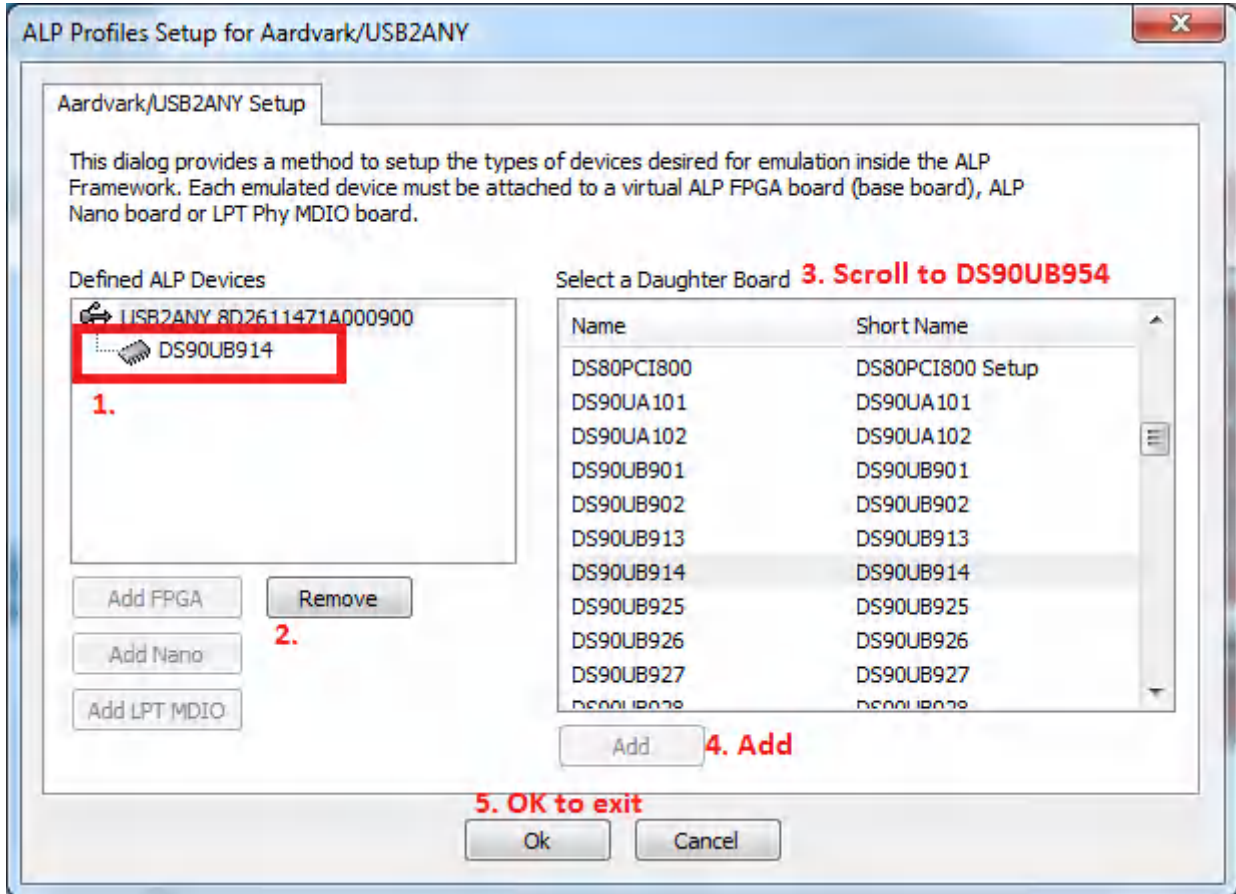 ALP Profiles Setup for Aardvark/USB2ANY
Aardvark/USB2ANY Setup
This dialog provides a method to setup the types of devices desired for emulation inside the ALP
Framework. Each emulated device must be attached to a virtual ALP FPGA board (base board), ALP
Nano board or LPT Phy MDIO board.
Defined ALP Devices
USB2ANY 8D2611471A000900
DS90UB914
1.
Add FPGA
Remove
2.
Add Nano
Add LPT MDIO
Select a Daughter Board 3. Scroll to DS90UB954
Name Short Name
DS80PCI800 DS80PCI800 Setup
DS90UA101 DS90UA101
DS90UA102 DS90UA102
DS90UB901 DS90UB901
DS90UB902 DS90UB902
DS90UB913 DS90UB913
DS90UB914 DS90UB914
DS90UB925 DS90UB925
DS90UB926 DS90UB926
DS90UB927 DS90UB927
DS90UB928 DS90UB928
Add 4. Add
5. OK to exit
Ok Cancel